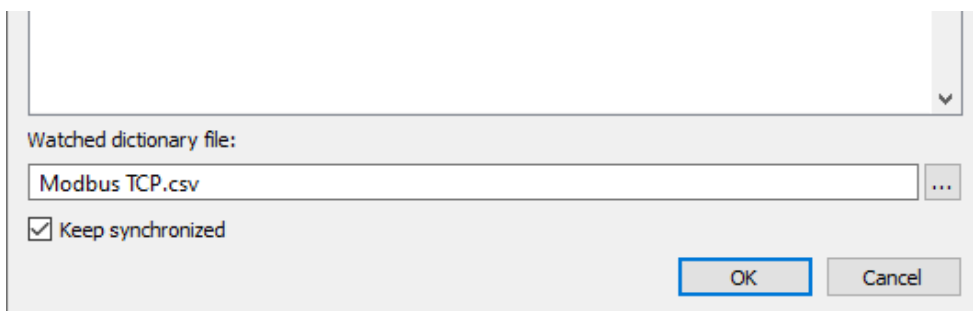 Watched dictionary file:
Modbus TCP.csv
...
Keep synchronized
OK
Cancel